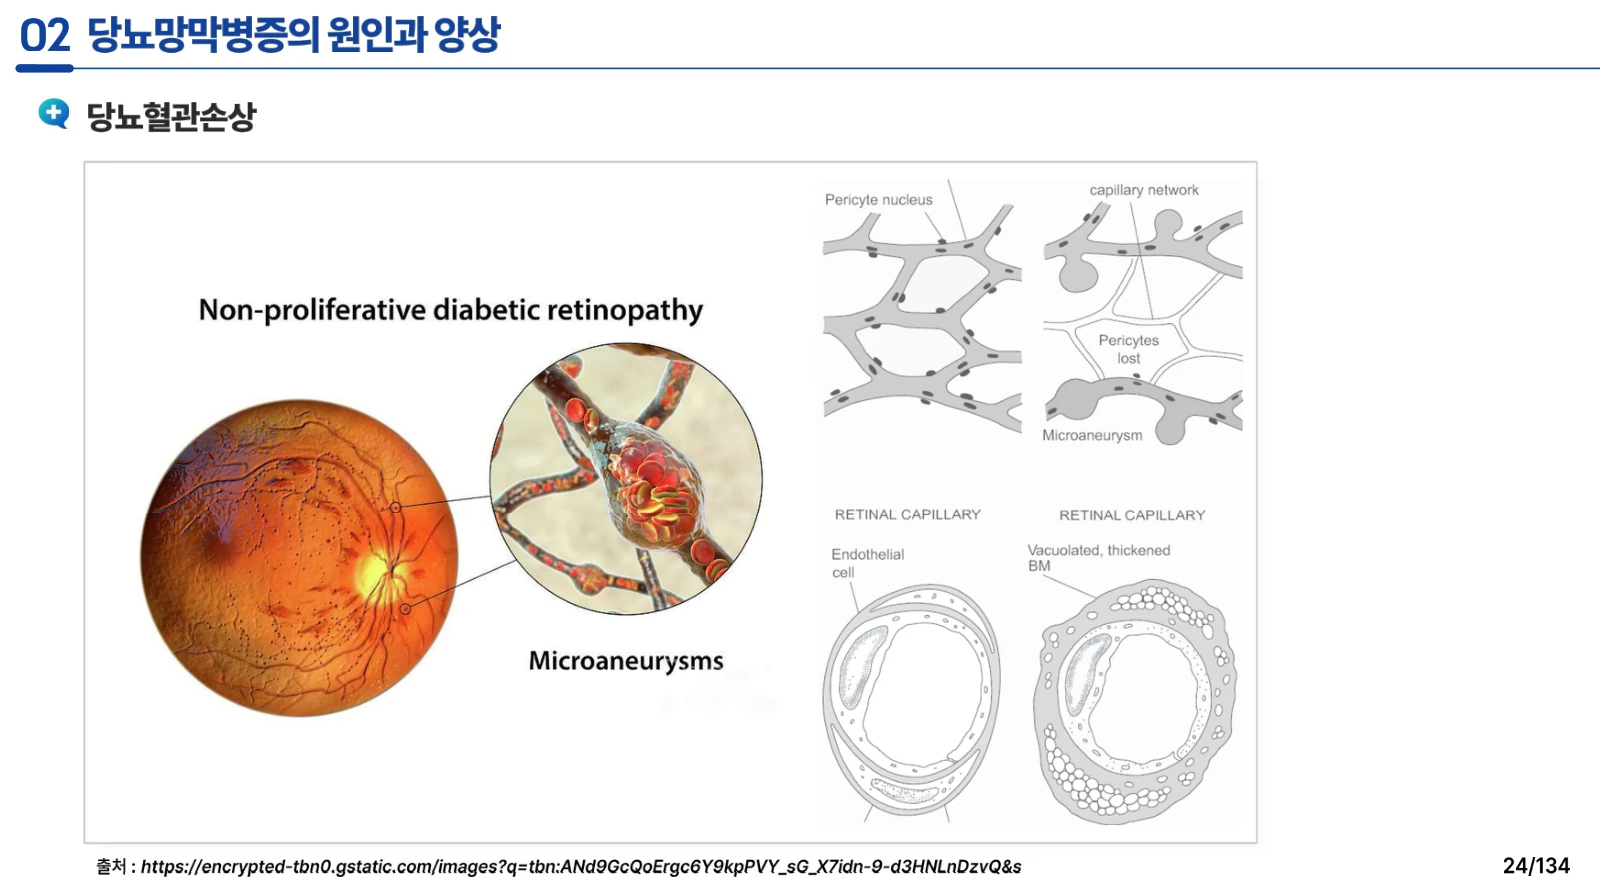 02 당뇨망막병증의 원인과 양상
당뇨혈관손상
Non-proliferative diabetic retinopathy
Microaneurysms
Pericyte nucleus
capillary network
Pericytes
lost
Microaneurysm
RETINAL CAPILLARY
RETINAL CAPILLARY
Endothelial
cell
Vacuolated, thickened
BM
출처 : https://encrypted-tbn0.gstatic.com/images?q=tbn:ANd9GcQoErgc6Y9kpPVY_sG_X7idn-9-d3HNLnDzvQ&s
24/134